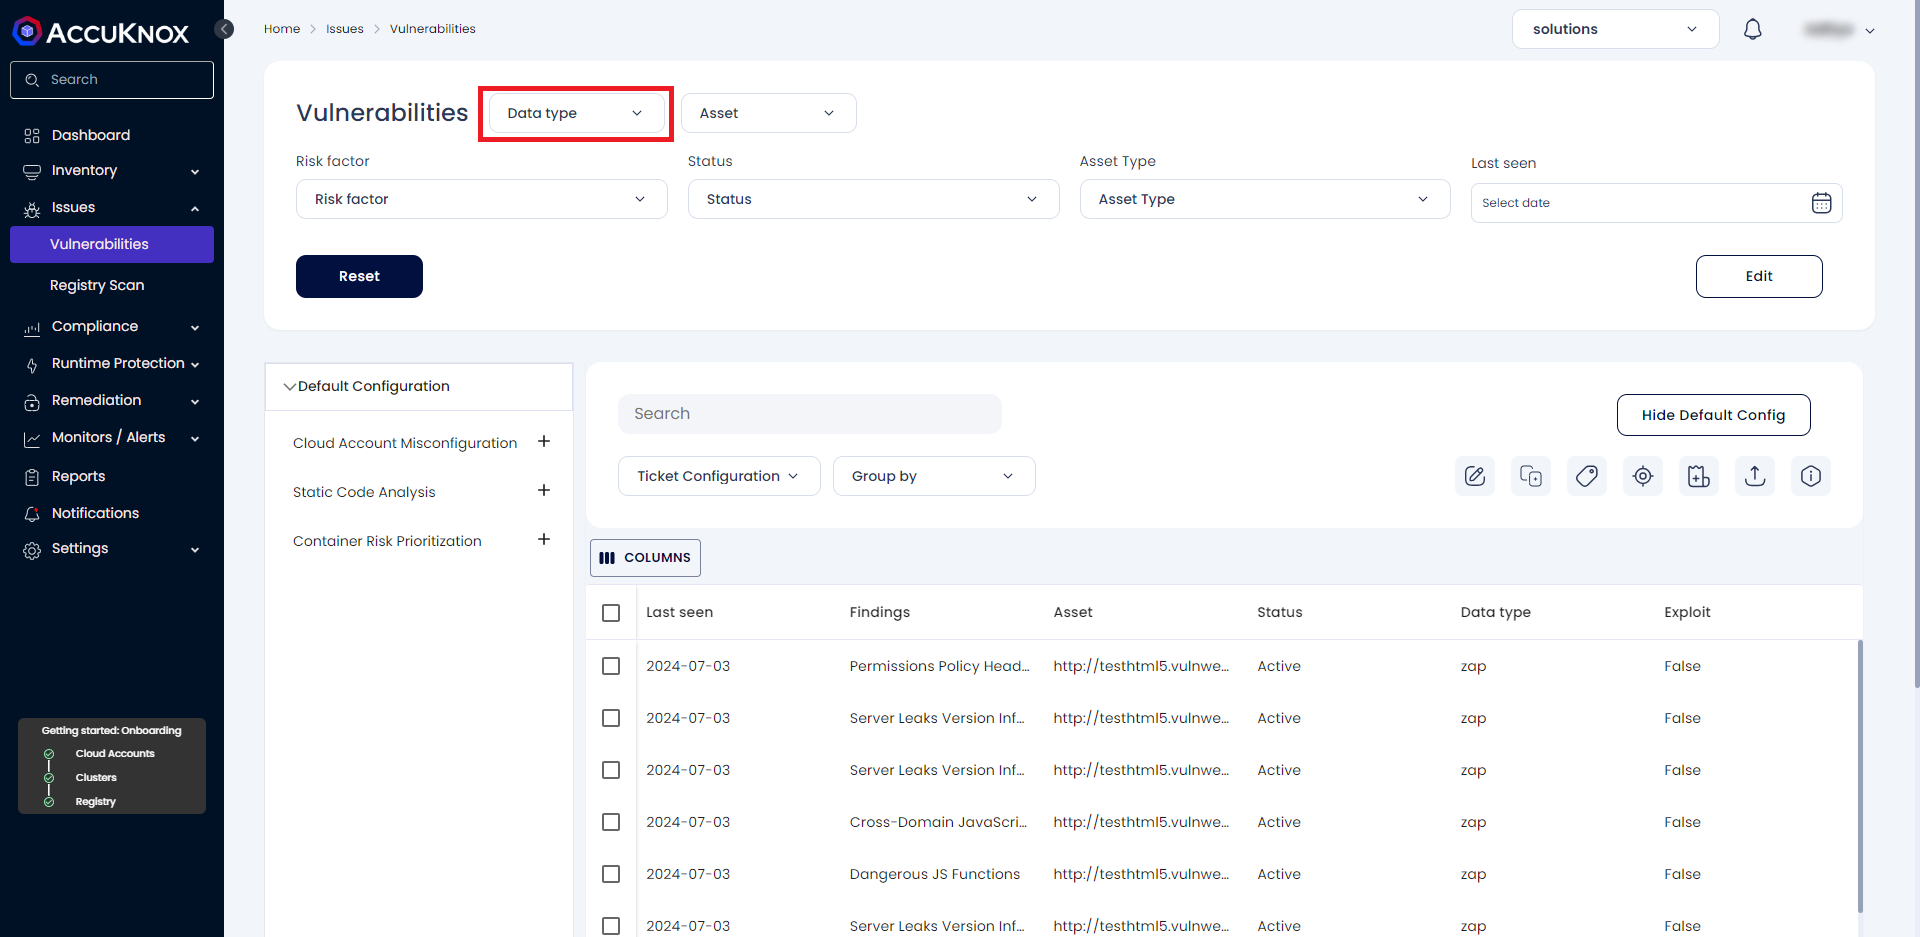 ACCUKNOX
Search
Dashboard
Inventory
Issues
Vulnerabilities
Registry Scan
Compliance
Runtime Protection
Remediation
Monitors / Alerts
Reports
Notifications
Settings
Getting started: Onboarding
Cloud Accounts
Clusters
Registry
Home
Issues
Vulnerabilities
solutions
Vulnerabilities
Data type
Asset
Risk factor
Status
Asset Type
Last seen
Risk factor
Status
Asset Type
Select date
Reset
Edit
Default Configuration
Cloud Account Misconfiguration
Static Code Analysis
Container Risk Prioritization
Search
Hide Default Config
Ticket Configuration
Group by
COLUMNS
Last seen Findings Asset Status Data type Exploit
2024-07-03 Permissions Policy Head... http://testhtml5.vulnwe... Active zap False
2024-07-03 Server Leaks Version Inf... http://testhtml5.vulnwe... Active zap False
2024-07-03 Server Leaks Version Inf... http://testhtml5.vulnwe... Active zap False
2024-07-03 Cross-Domain JavaScri... http://testhtml5.vulnwe... Active zap False
2024-07-03 Dangerous JS Functions http://testhtml5.vulnwe... Active zap False
2024-07-03 Server Leaks Version Inf... http://testhtml5.vulnwe... Active zap False